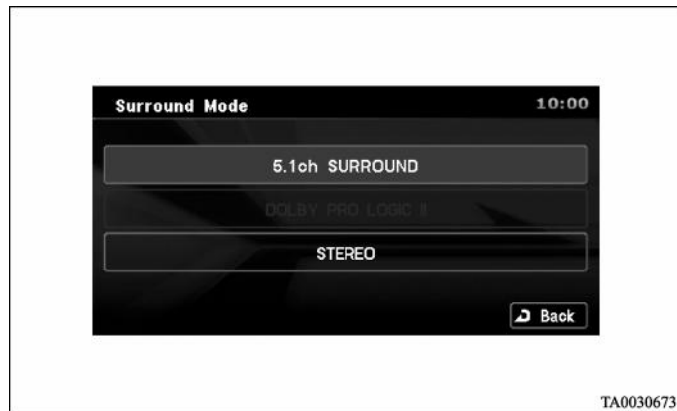 Surround Mode 10:00
5.1ch SURROUND
DOLBY PRO LOGIC II
STEREO
Back
TA0030673